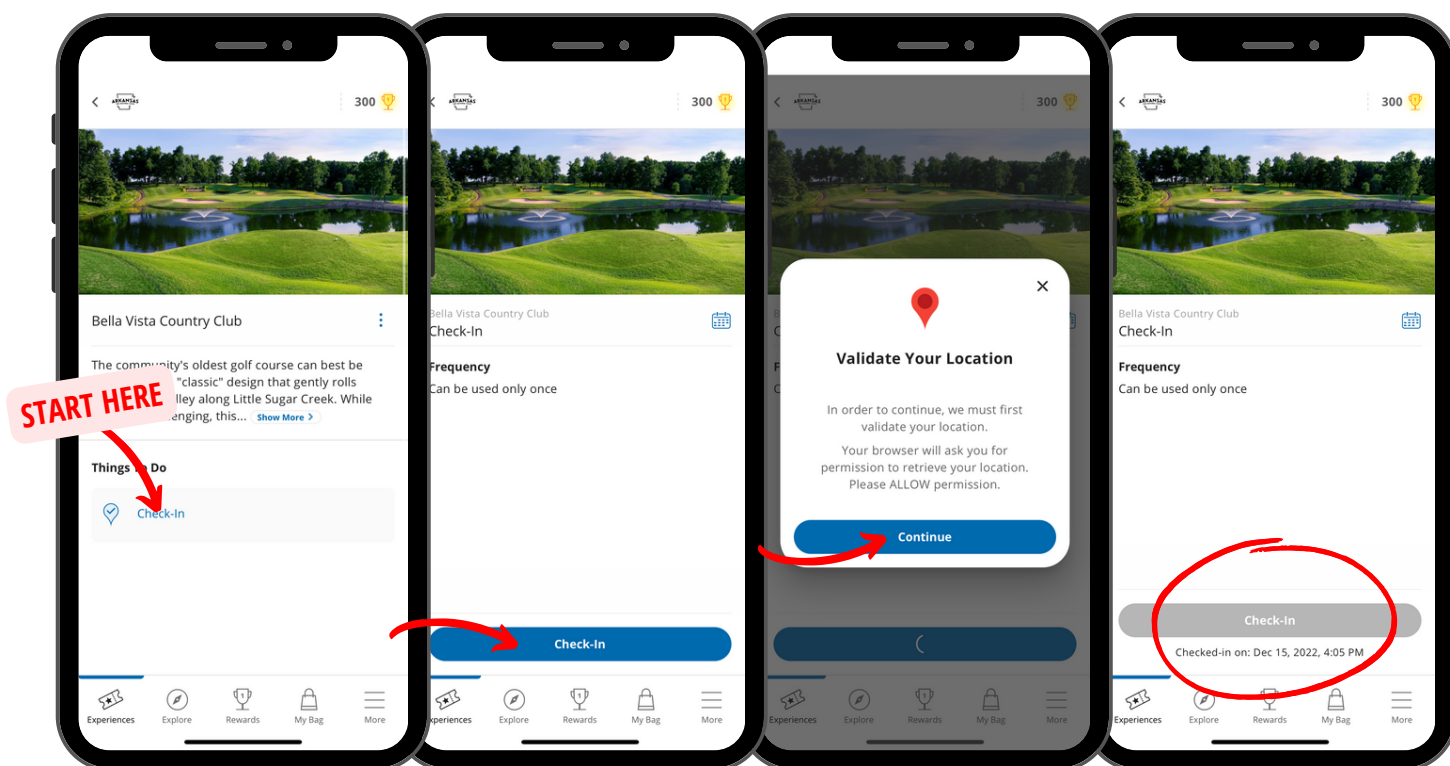 START HERE
ARKANSAS
300
Bella Vista Country Club
The community's oldest golf course can best be
"classic" design that gently rolls
along Little Sugar Creek. While
this... Show More >
Things To Do
Check-In
Experiences
Explore
Rewards
My Bag
More
ARKANSAS
300
Bella Vista Country Club
Check-In
Frequency
Can be used only once
Check-In
xperiences
Explore
Rewards
My Bag
More
ARKANSAS
300
Validate Your Location
In order to continue, we must first
validate your location.
Your browser will ask you for
permission to retrieve your location.
Please ALLOW permission.
Continue
Experiences
Explore
Rewards
My Bag
More
ARKANSAS
300
Bella Vista Country Club
Check-In
Frequency
Can be used only once
Check-In
Checked-in on: Dec 15, 2022, 4:05 PM
Experiences
Explore
Rewards
My Bag
More